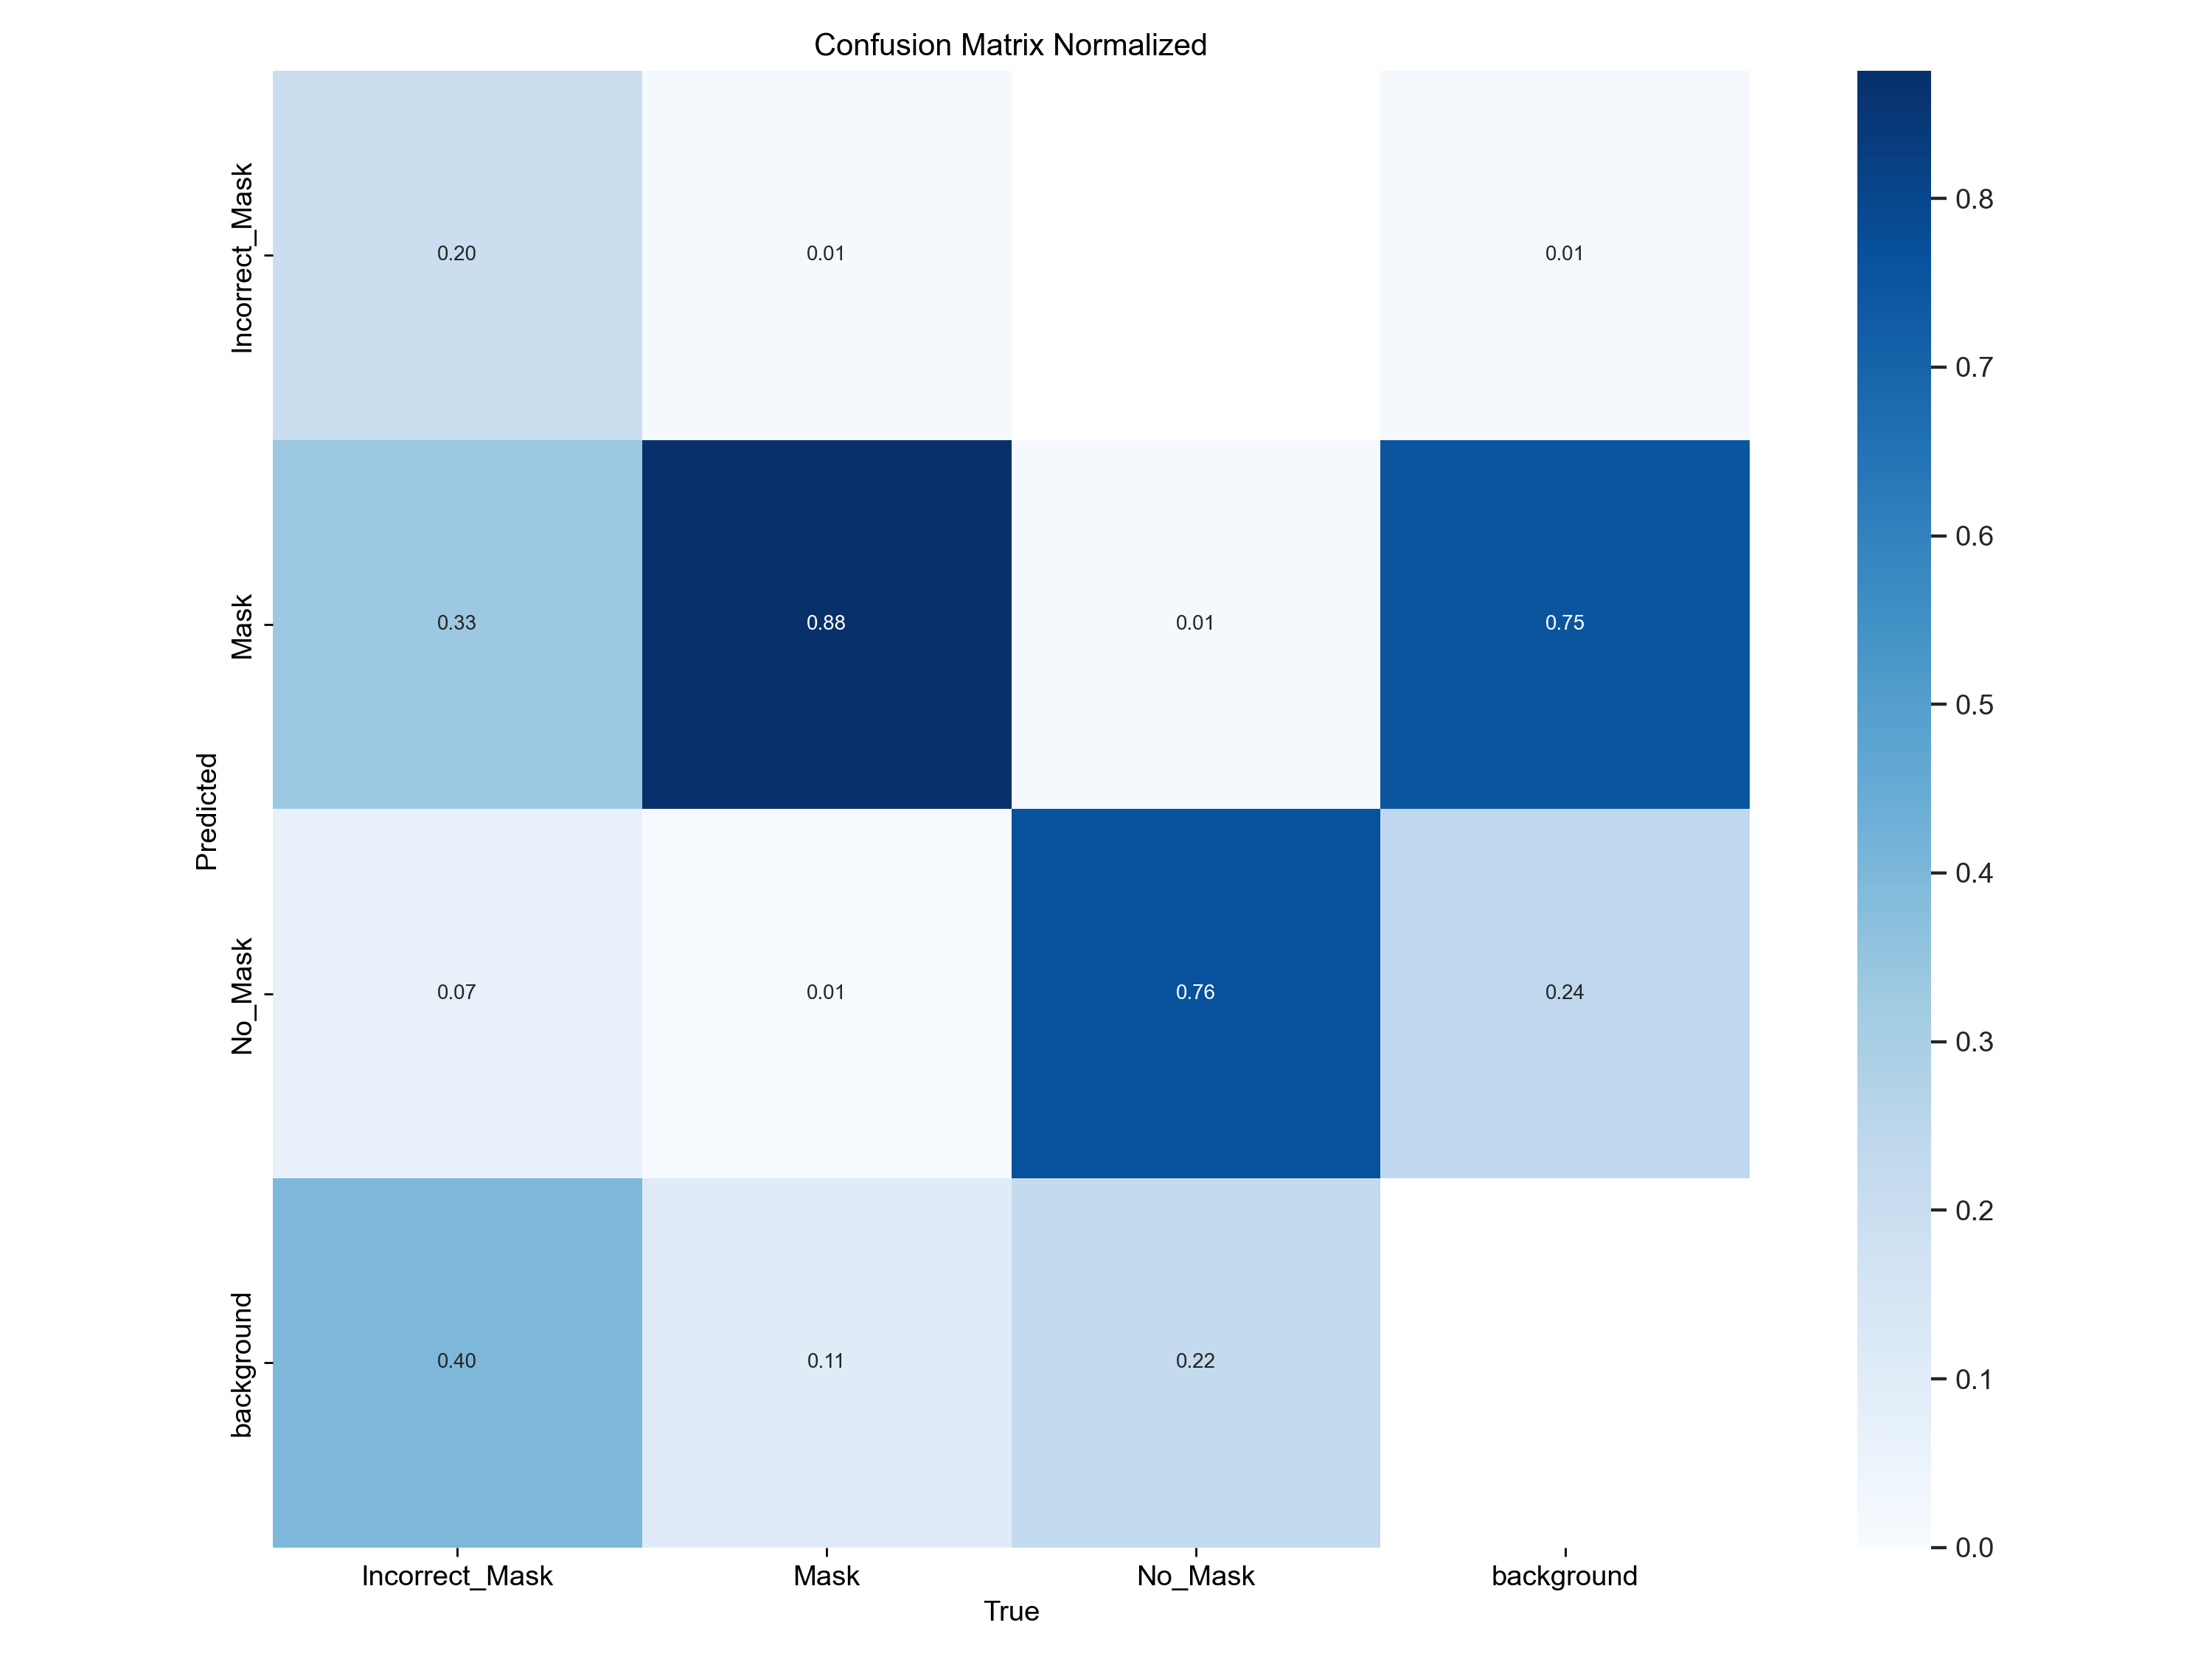 Confusion Matrix Normalized
Incorrect_Mask
0.20
0.01
0.01
Mask
0.33
0.88
0.01
0.75
No_Mask
0.07
0.01
0.76
0.24
background
0.40
0.11
0.22
Predicted
Incorrect_Mask
Mask
No_Mask
background
True
0.8
0.7
0.6
0.5
0.4
0.3
0.2
0.1
0.0